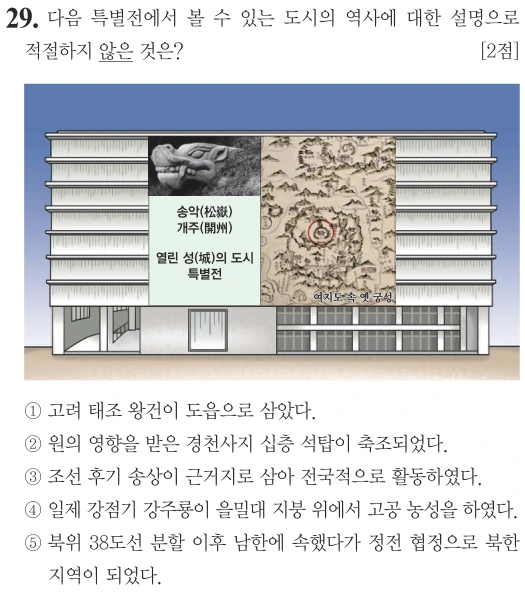 29. 다음 특별전에서 볼 수 있는 도시의 역사에 대한 설명으로
적절하지 않은 것은? [2점]
송악(松嶽)
개주(開州)
열린 성(城)의 도시
특별전
여지도 속 옛 궁성
① 고려 태조 왕건이 도읍으로 삼았다.
② 원의 영향을 받은 경천사지 십층 석탑이 축조되었다.
③ 조선 후기 송상이 근거지로 삼아 전국적으로 활동하였다.
④ 일제 강점기 강주룡이 을밀대 지붕 위에서 고공 농성을 하였다.
⑤ 북위 38도선 분할 이후 남한에 속했다가 정전 협정으로 북한
지역이 되었다.